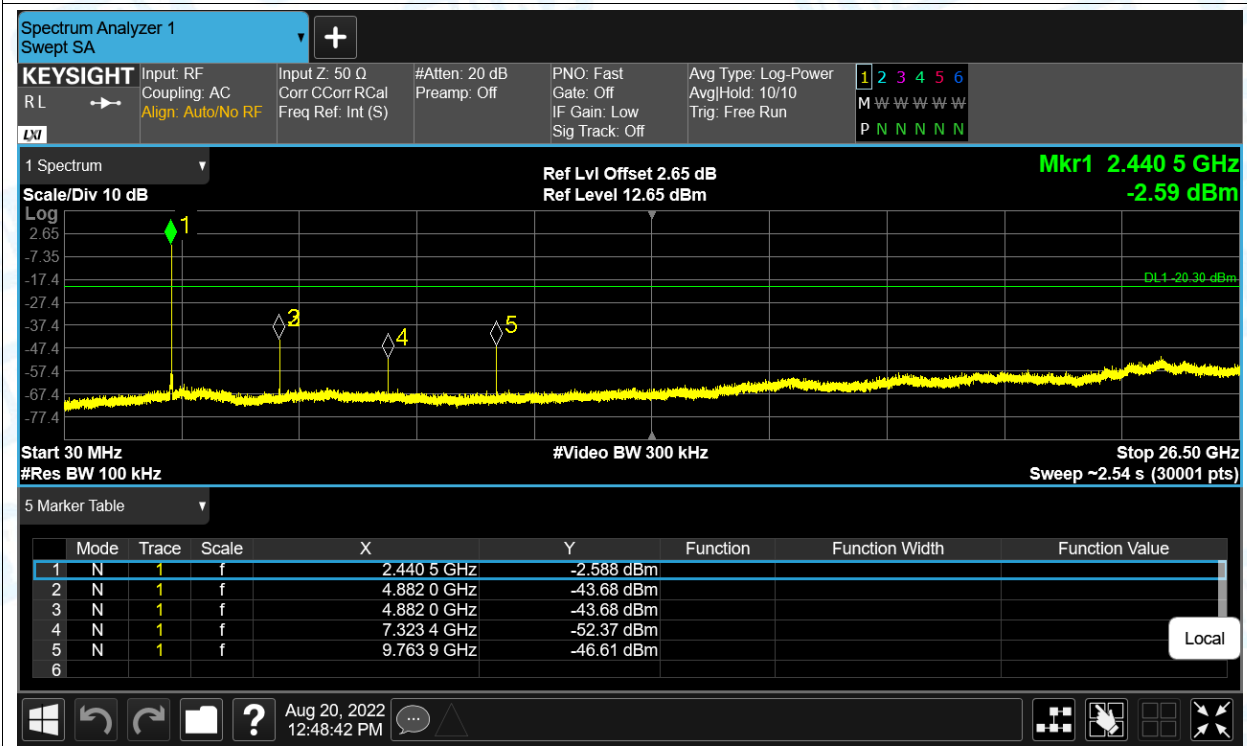 Spectrum Analyzer 1
Swept SA
KEYSIGHT
R L
LXI
Input: RF
Coupling: AC
Align: Auto/No RF
Input Z: 50 Ω
Corr CCorr RCal
Freq Ref: Int (S)
#Atten: 20 dB
Preamp: Off
PNO: Fast
Gate: Off
IF Gain: Low
Sig Track: Off
Avg Type: Log-Power
Avg|Hold: 10/10
Trig: Free Run
1 2 3 4 5 6
M W W W W W W
P N N N N N N
1 Spectrum
Scale/Div 10 dB
Ref Lvl Offset 2.65 dB
Ref Level 12.65 dBm
Mkr1 2.440 5 GHz
-2.59 dBm
Log
2.65
-7.35
-17.4
-27.4
-37.4
-47.4
-57.4
-67.4
-77.4
1
3
4
5
DL1 -20.30 dBm
Start 30 MHz
#Video BW 300 kHz
Stop 26.50 GHz
#Res BW 100 kHz
Sweep ~2.54 s (30001 pts)
5 Marker Table
Mode Trace Scale X Y Function Function Width Function Value
1 N 1 f 2.440 5 GHz -2.588 dBm
2 N 1 f 4.882 0 GHz -43.68 dBm
3 N 1 f 4.882 0 GHz -43.68 dBm
4 N 1 f 7.323 4 GHz -52.37 dBm
5 N 1 f 9.763 9 GHz -46.61 dBm
6
Local
?
Aug 20, 2022
12:48:42 PM